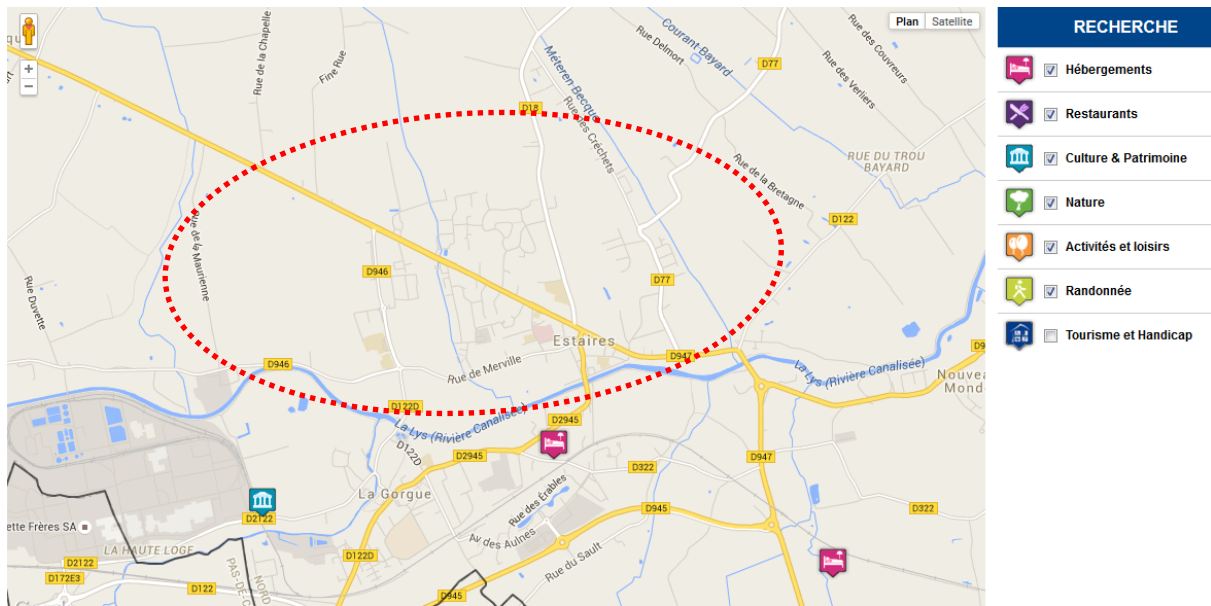 Plan
Satellite
RECHERCHE
Hébergements
Restaurants
Culture & Patrimoine
Nature
Activités et loisirs
Randonnée
Tourisme et Handicap
Rue de la Chapelle
Fine Rue
Méteren Becque
Rue Delmort
Courant Bayard
Rue des Couvreurs
Rue des Verliers
D77
D18
Rue des Créchets
RUE DU TROU
BAYARD
Rue de la Bretagne
D122
Rue de la Maurienne
D946
D77
Rue Duvette
Estaires
D946
Rue de Merville
D947
La Lys (Rivière Canalisée)
Nouvea
Mond
D122D
La Lys (Rivière Canalisée)
D2945
D122D
D2945
D322
D947
La Gorgue
Rue des Érables
D945
D322
D2122
ette Frères SA
Av des Aulnes
LA HAUTE LOGE
Rue du Sault
D2122
D122D
D172E3
D122
PAS-DE-C
NORD
D945
D945